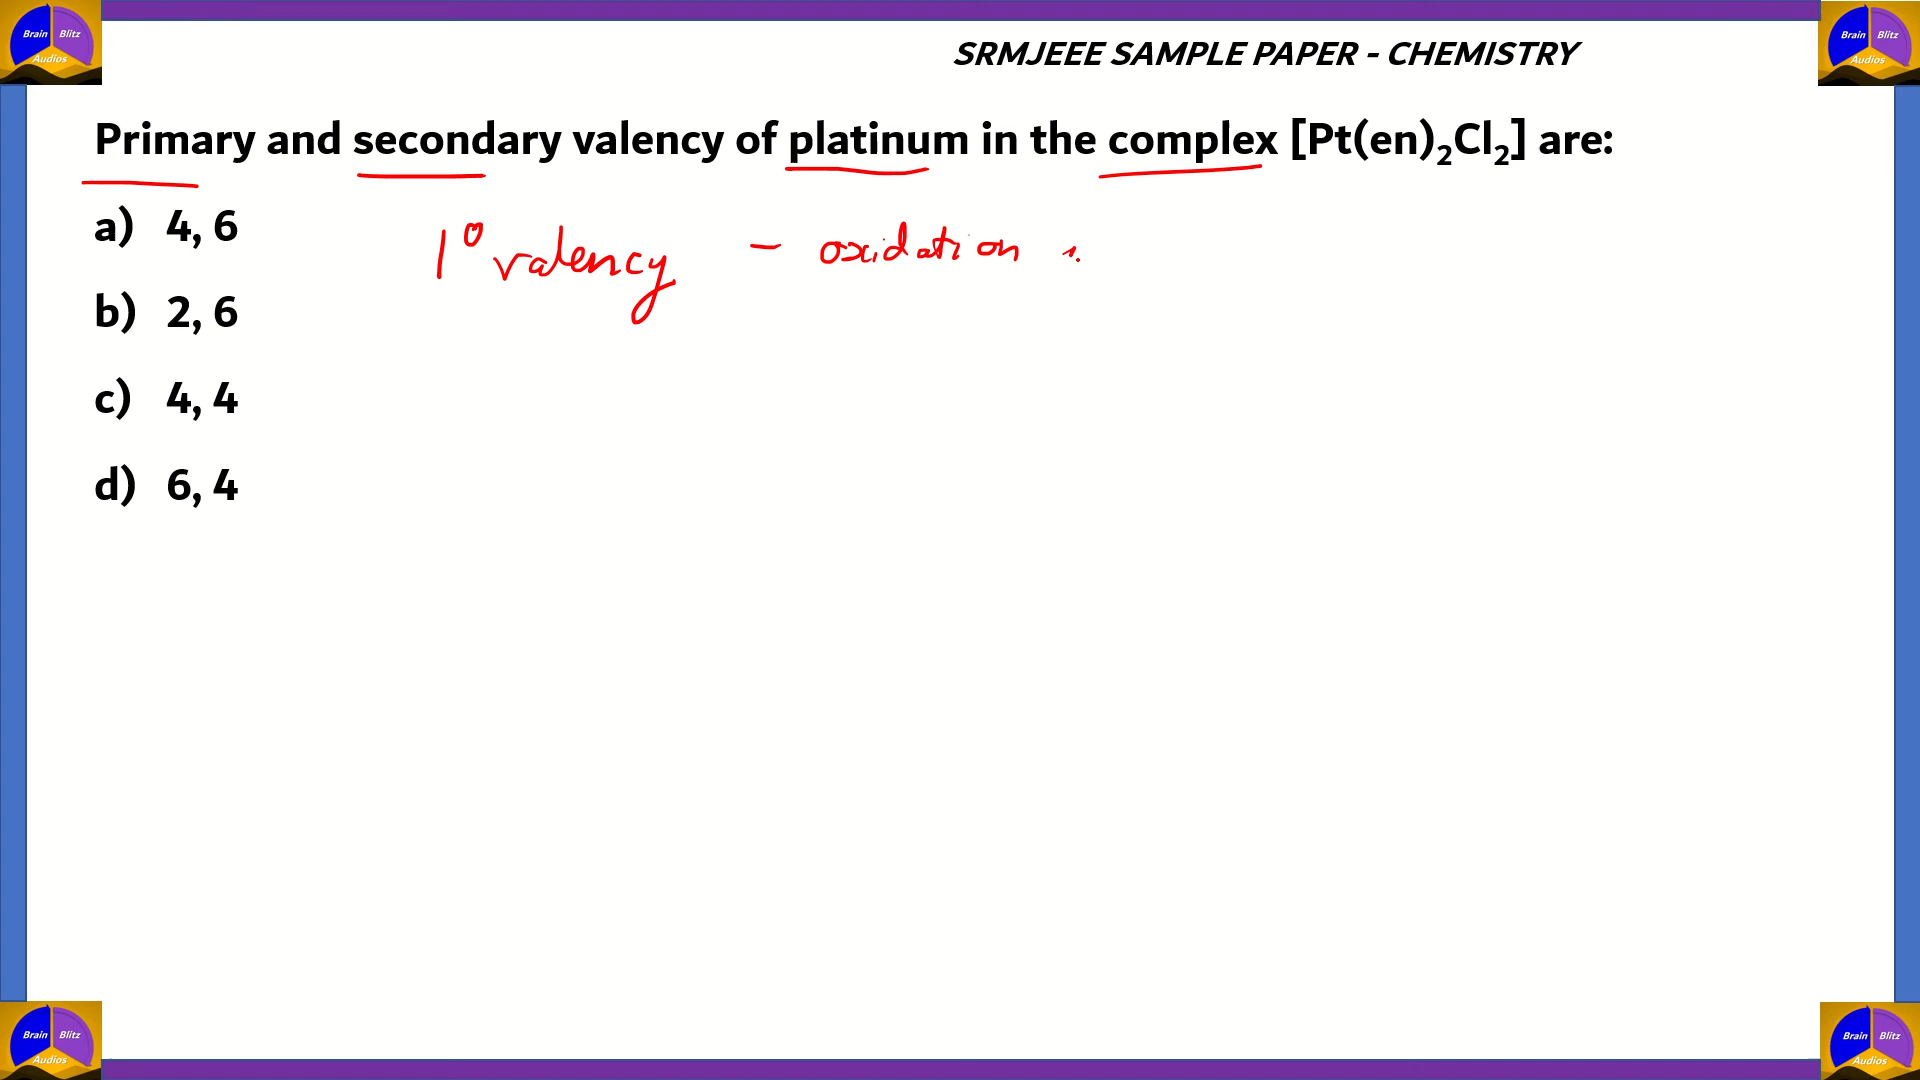 Brain Blitz
Audios
Brain Blitz
Audios
SRMJEEE SAMPLE PAPER - CHEMISTRY
Primary and secondary valency of platinum in the complex [Pt(en)₂Cl₂] are:
a) 4, 6
b) 2, 6
c) 4, 4
d) 6, 4
1⁰ valency - oxidation
Brain Blitz
Audios
Brain Blitz
Audios